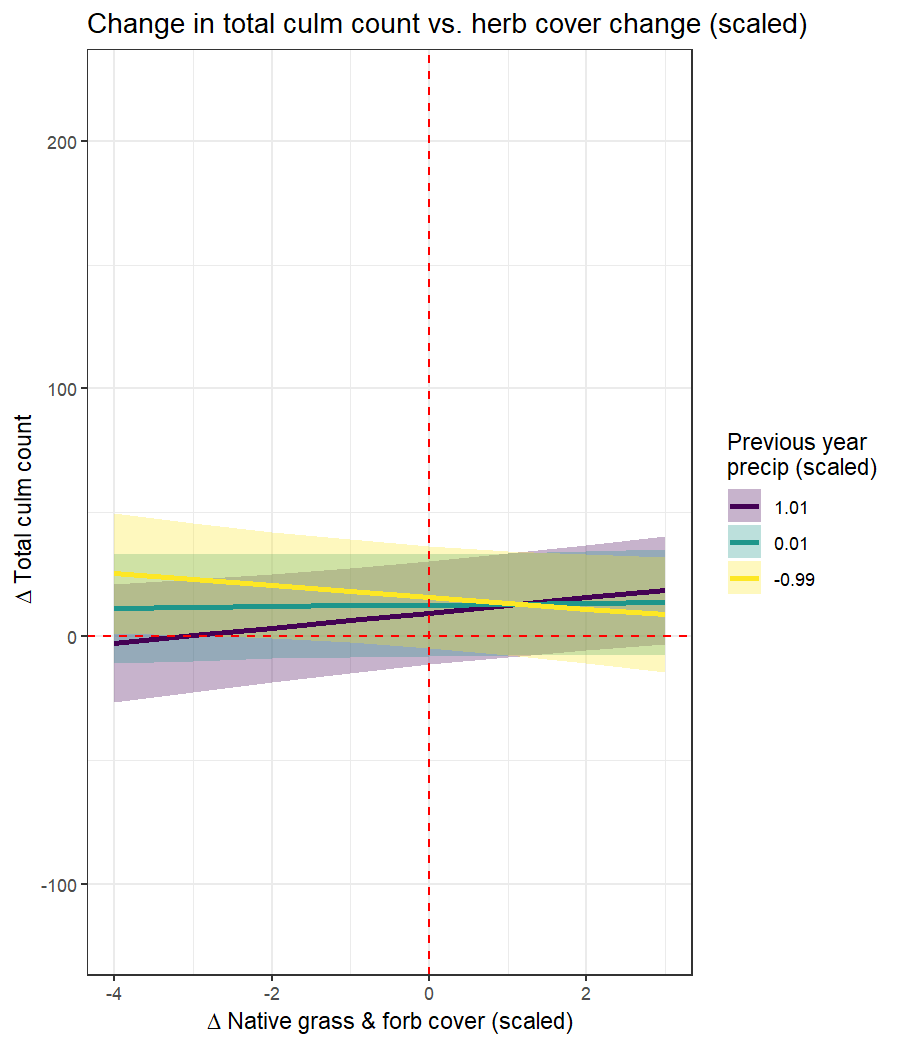 Change in total culm count vs. herb cover change (scaled)
Δ Total culm count
200
100
0
-100
-4
-2
0
2
Δ Native grass & forb cover (scaled)
Previous year
precip (scaled)
1.01
0.01
-0.99